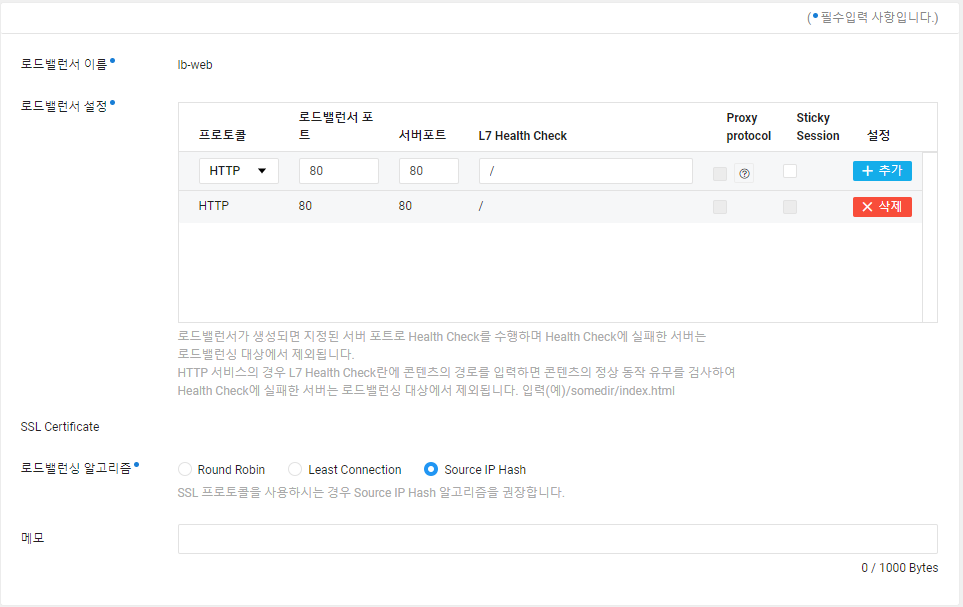 (• 필수입력 사항입니다.)
로드밸런서 이름•
lb-web
로드밸런서 설정•
프로토콜 로드밸런서 포트 서버포트 L7 Health Check Proxy protocol Sticky Session 설정
HTTP 80 80 / + 추가
HTTP 80 80 / × 삭제
로드밸런서가 생성되면 지정된 서버 포트로 Health Check를 수행하며 Health Check에 실패한 서버는
로드밸런싱 대상에서 제외됩니다.
HTTP 서비스의 경우 L7 Health Check란에 콘텐츠의 경로를 입력하면 콘텐츠의 정상 동작 유무를 검사하여
Health Check에 실패한 서버는 로드밸런싱 대상에서 제외됩니다. 입력(예)/somedir/index.html
SSL Certificate
로드밸런싱 알고리즘•
Round Robin Least Connection Source IP Hash
SSL 프로토콜을 사용하시는 경우 Source IP Hash 알고리즘을 권장합니다.
메모
0 / 1000 Bytes